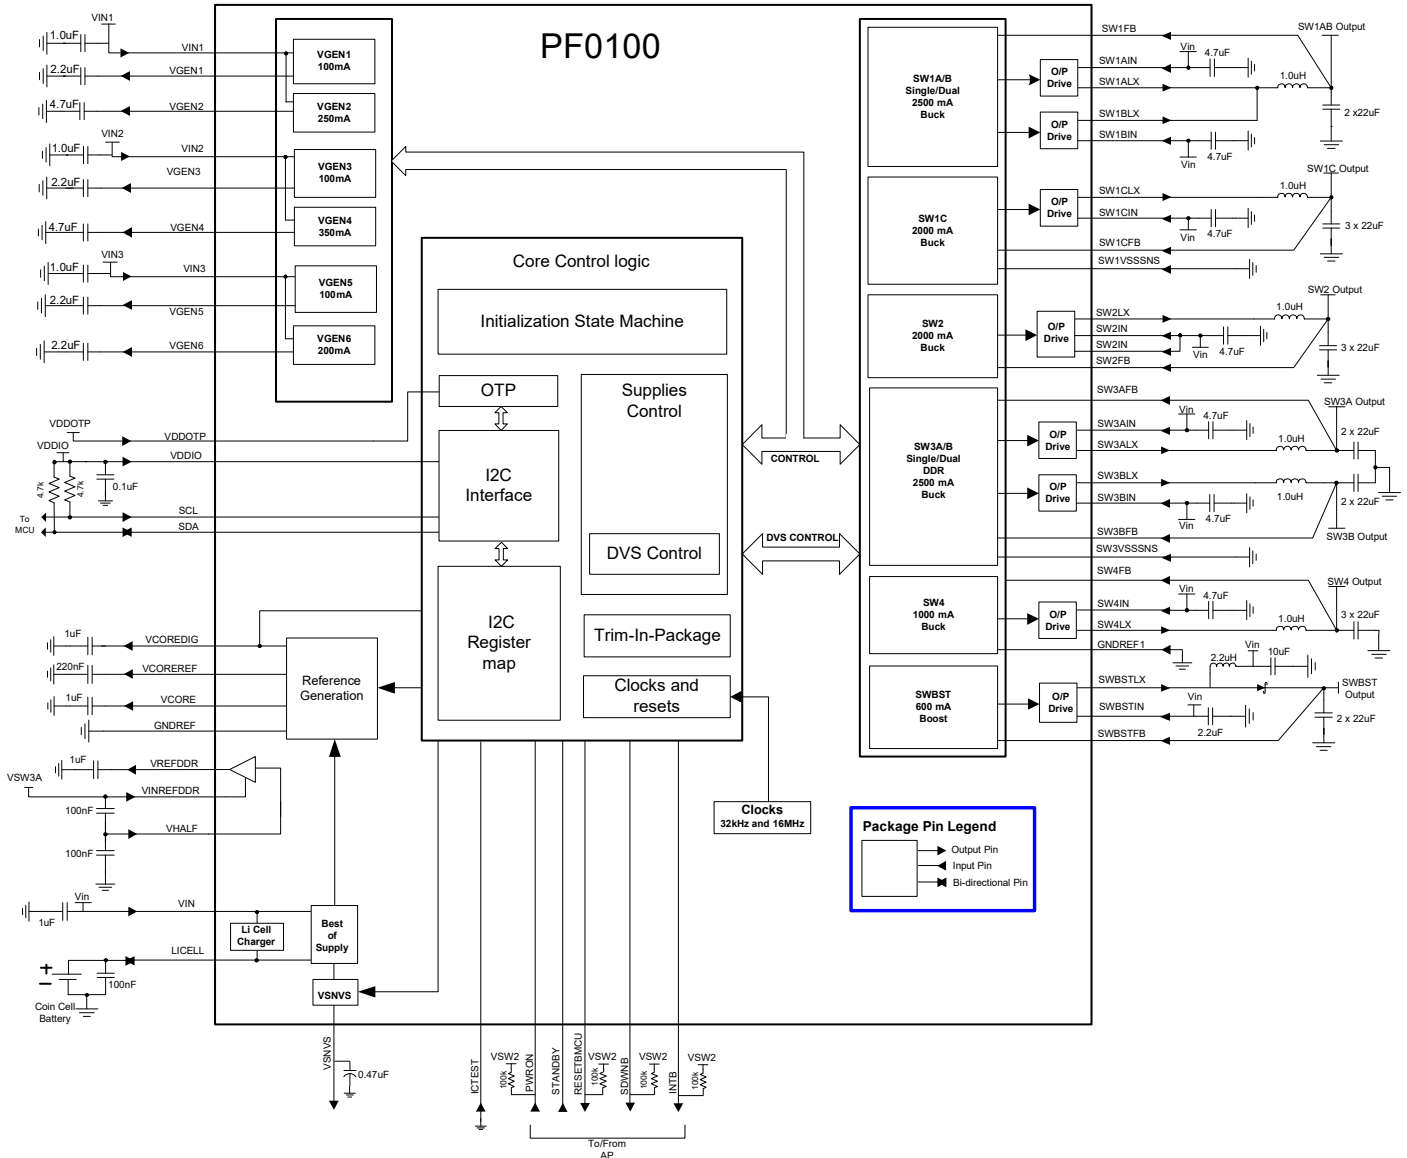 PF0100
VIN1
1.0uF
VIN1
2.2uF
VGEN1
4.7uF
VGEN2
VIN2
1.0uF
VIN2
2.2uF
VGEN3
4.7uF
VGEN4
VIN3
1.0uF
VIN3
2.2uF
VGEN5
2.2uF
VGEN6
VGEN1
100mA
VGEN2
250mA
VGEN3
100mA
VGEN4
350mA
VGEN5
100mA
VGEN6
200mA
VDDOTP
VDDOTP
VDDIO
VDDIO
4.7k
4.7k
0.1uF
To
MCU
SCL
SDA
1uF
VCOREDIG
220nF
VCOREREF
1uF
VCORE
GNDREF
1uF
VREFDDR
VSW3A
VINREFDDR
100nF
VHALF
100nF
Vin
VIN
1uF
LICELL
100nF
Coin Cell
Battery
Li Cell
Charger
Best
of
Supply
VSNVS
VSNVS
0.47uF
Reference
Generation
Core Control logic
Initialization State Machine
OTP
I2C
Interface
I2C
Register
map
Supplies
Control
DVS Control
Trim-In-Package
Clocks and
resets
Clocks
32kHz and 16MHz
CONTROL
DVS CONTROL
ICTEST
VSW2
100k
PWRON
STANDBY
RESETBMCU
VSW2
100k
SDWNB
VSW2
100k
INTB
VSW2
100k
To/From
AP
SW1A/B
Single/Dual
2500 mA
Buck
SW1C
2000 mA
Buck
SW2
2000 mA
Buck
SW3A/B
Single/Dual
DDR
2500 mA
Buck
SW4
1000 mA
Buck
SWBST
600 mA
Boost
O/P
Drive
O/P
Drive
O/P
Drive
O/P
Drive
O/P
Drive
O/P
Drive
O/P
Drive
O/P
Drive
SW1FB
SW1AB Output
SW1AIN
Vin
4.7uF
SW1ALX
1.0uH
2 x22uF
SW1BLX
SW1BIN
Vin
4.7uF
SW1C Output
SW1CLX
1.0uH
SW1CIN
Vin
4.7uF
3 x 22uF
SW1CFB
SW1VSSSNS
SW2 Output
SW2LX
1.0uH
SW2IN
SW2IN
Vin
4.7uF
3 x 22uF
SW2FB
SW3AFB
SW3A Output
SW3AIN
Vin
4.7uF
2 x 22uF
SW3ALX
1.0uH
SW3BLX
1.0uH
SW3BIN
Vin
4.7uF
2 x 22uF
SW3BFB
SW3B Output
SW3VSSSNS
SW4FB
SW4 Output
SW4IN
Vin
4.7uF
3 x 22uF
SW4LX
1.0uH
GNDREF1
2.2uH
Vin
10uF
SWBSTLX
SWBST
Output
SWBSTIN
Vin
2.2uF
2 x 22uF
SWBSTFB
Package Pin Legend
Output Pin
Input Pin
Bi-directional Pin